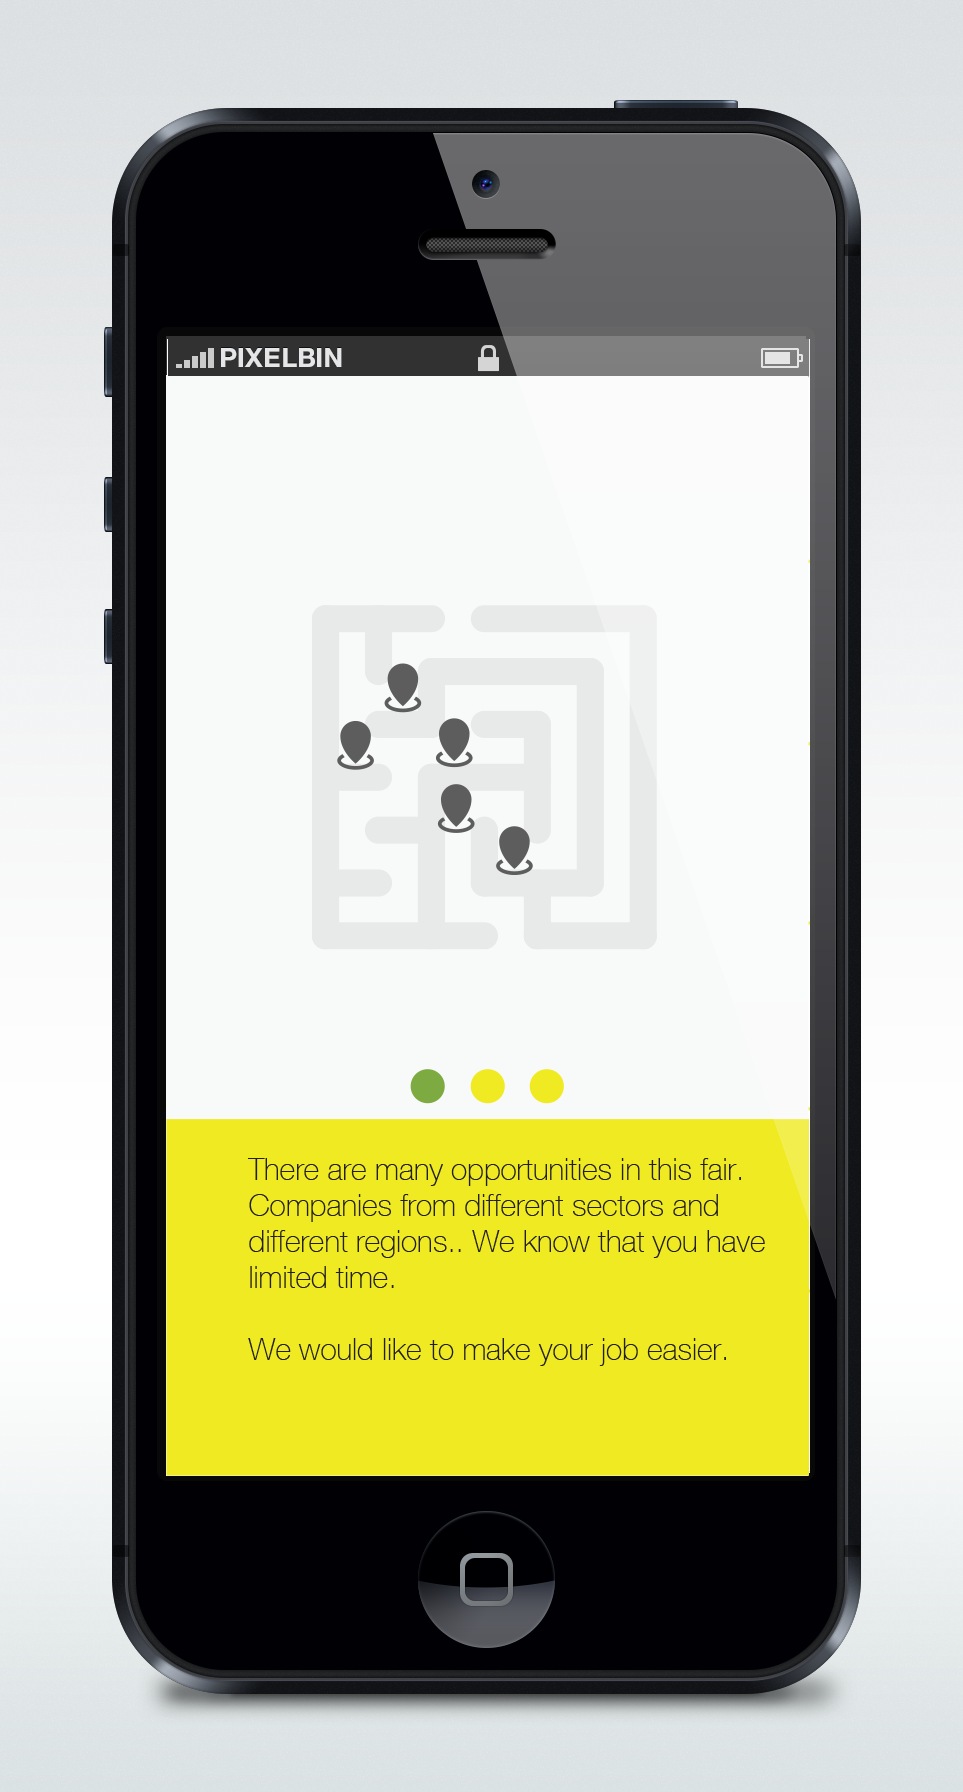 PIXELBIN
There are many opportunities in this fair.
Companies from different sectors and
different regions.. We know that you have
limited time.
We would like to make your job easier.